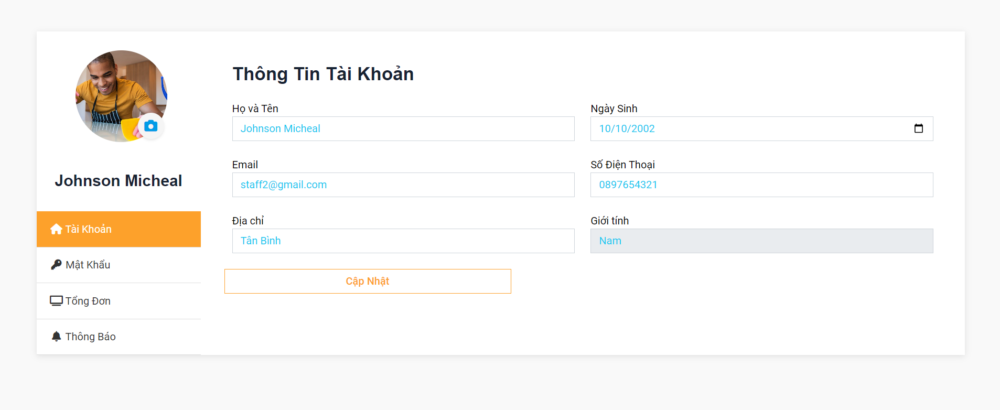 Johnson Micheal
Tài Khoản
Mật Khẩu
Tổng Đơn
Thông Báo
Thông Tin Tài Khoản
Họ và Tên
Johnson Micheal
Ngày Sinh
10/10/2002
Email
staff2@gmail.com
Số Điện Thoại
0897654321
Địa chỉ
Tân Bình
Giới tính
Nam
Cập Nhật